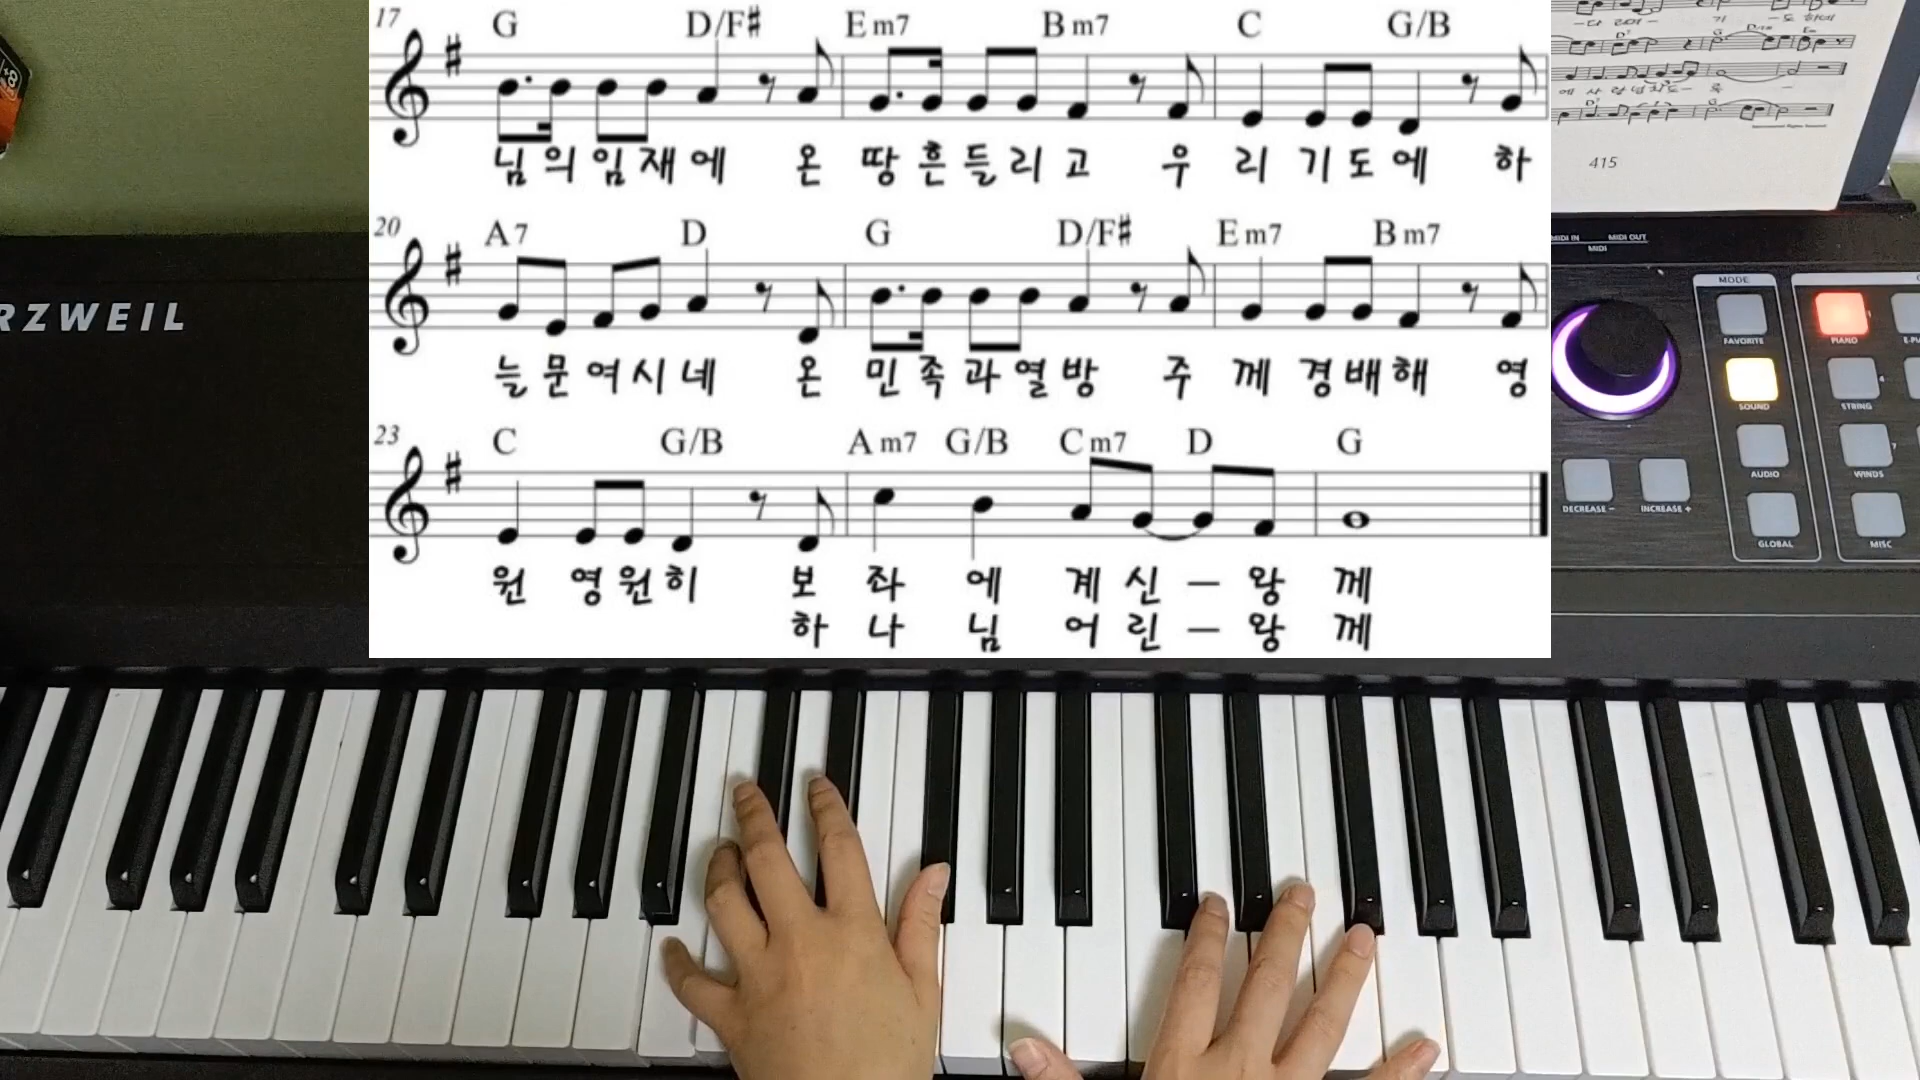 17 G D/F# Em7 Bm7 C G/B
님의임재에 온 땅흔들리고 우 리 기도에 하
20 A7 D G D/F# Em7 Bm7
늘문여시네 온 민족과열방 주 께 경배해 영
23 C G/B Am7 G/B Cm7 D G
원 영원히 보 좌 에 계신 — 왕 께
하 나 님 어린 — 왕 께
415
MIDI IN MIDI OUT
MIDI
MODE
RZWEIL
FAVORITE PIANO
SOUND STRING
AUDIO WINDS
DECREASE - INCREASE +
GLOBAL MISC